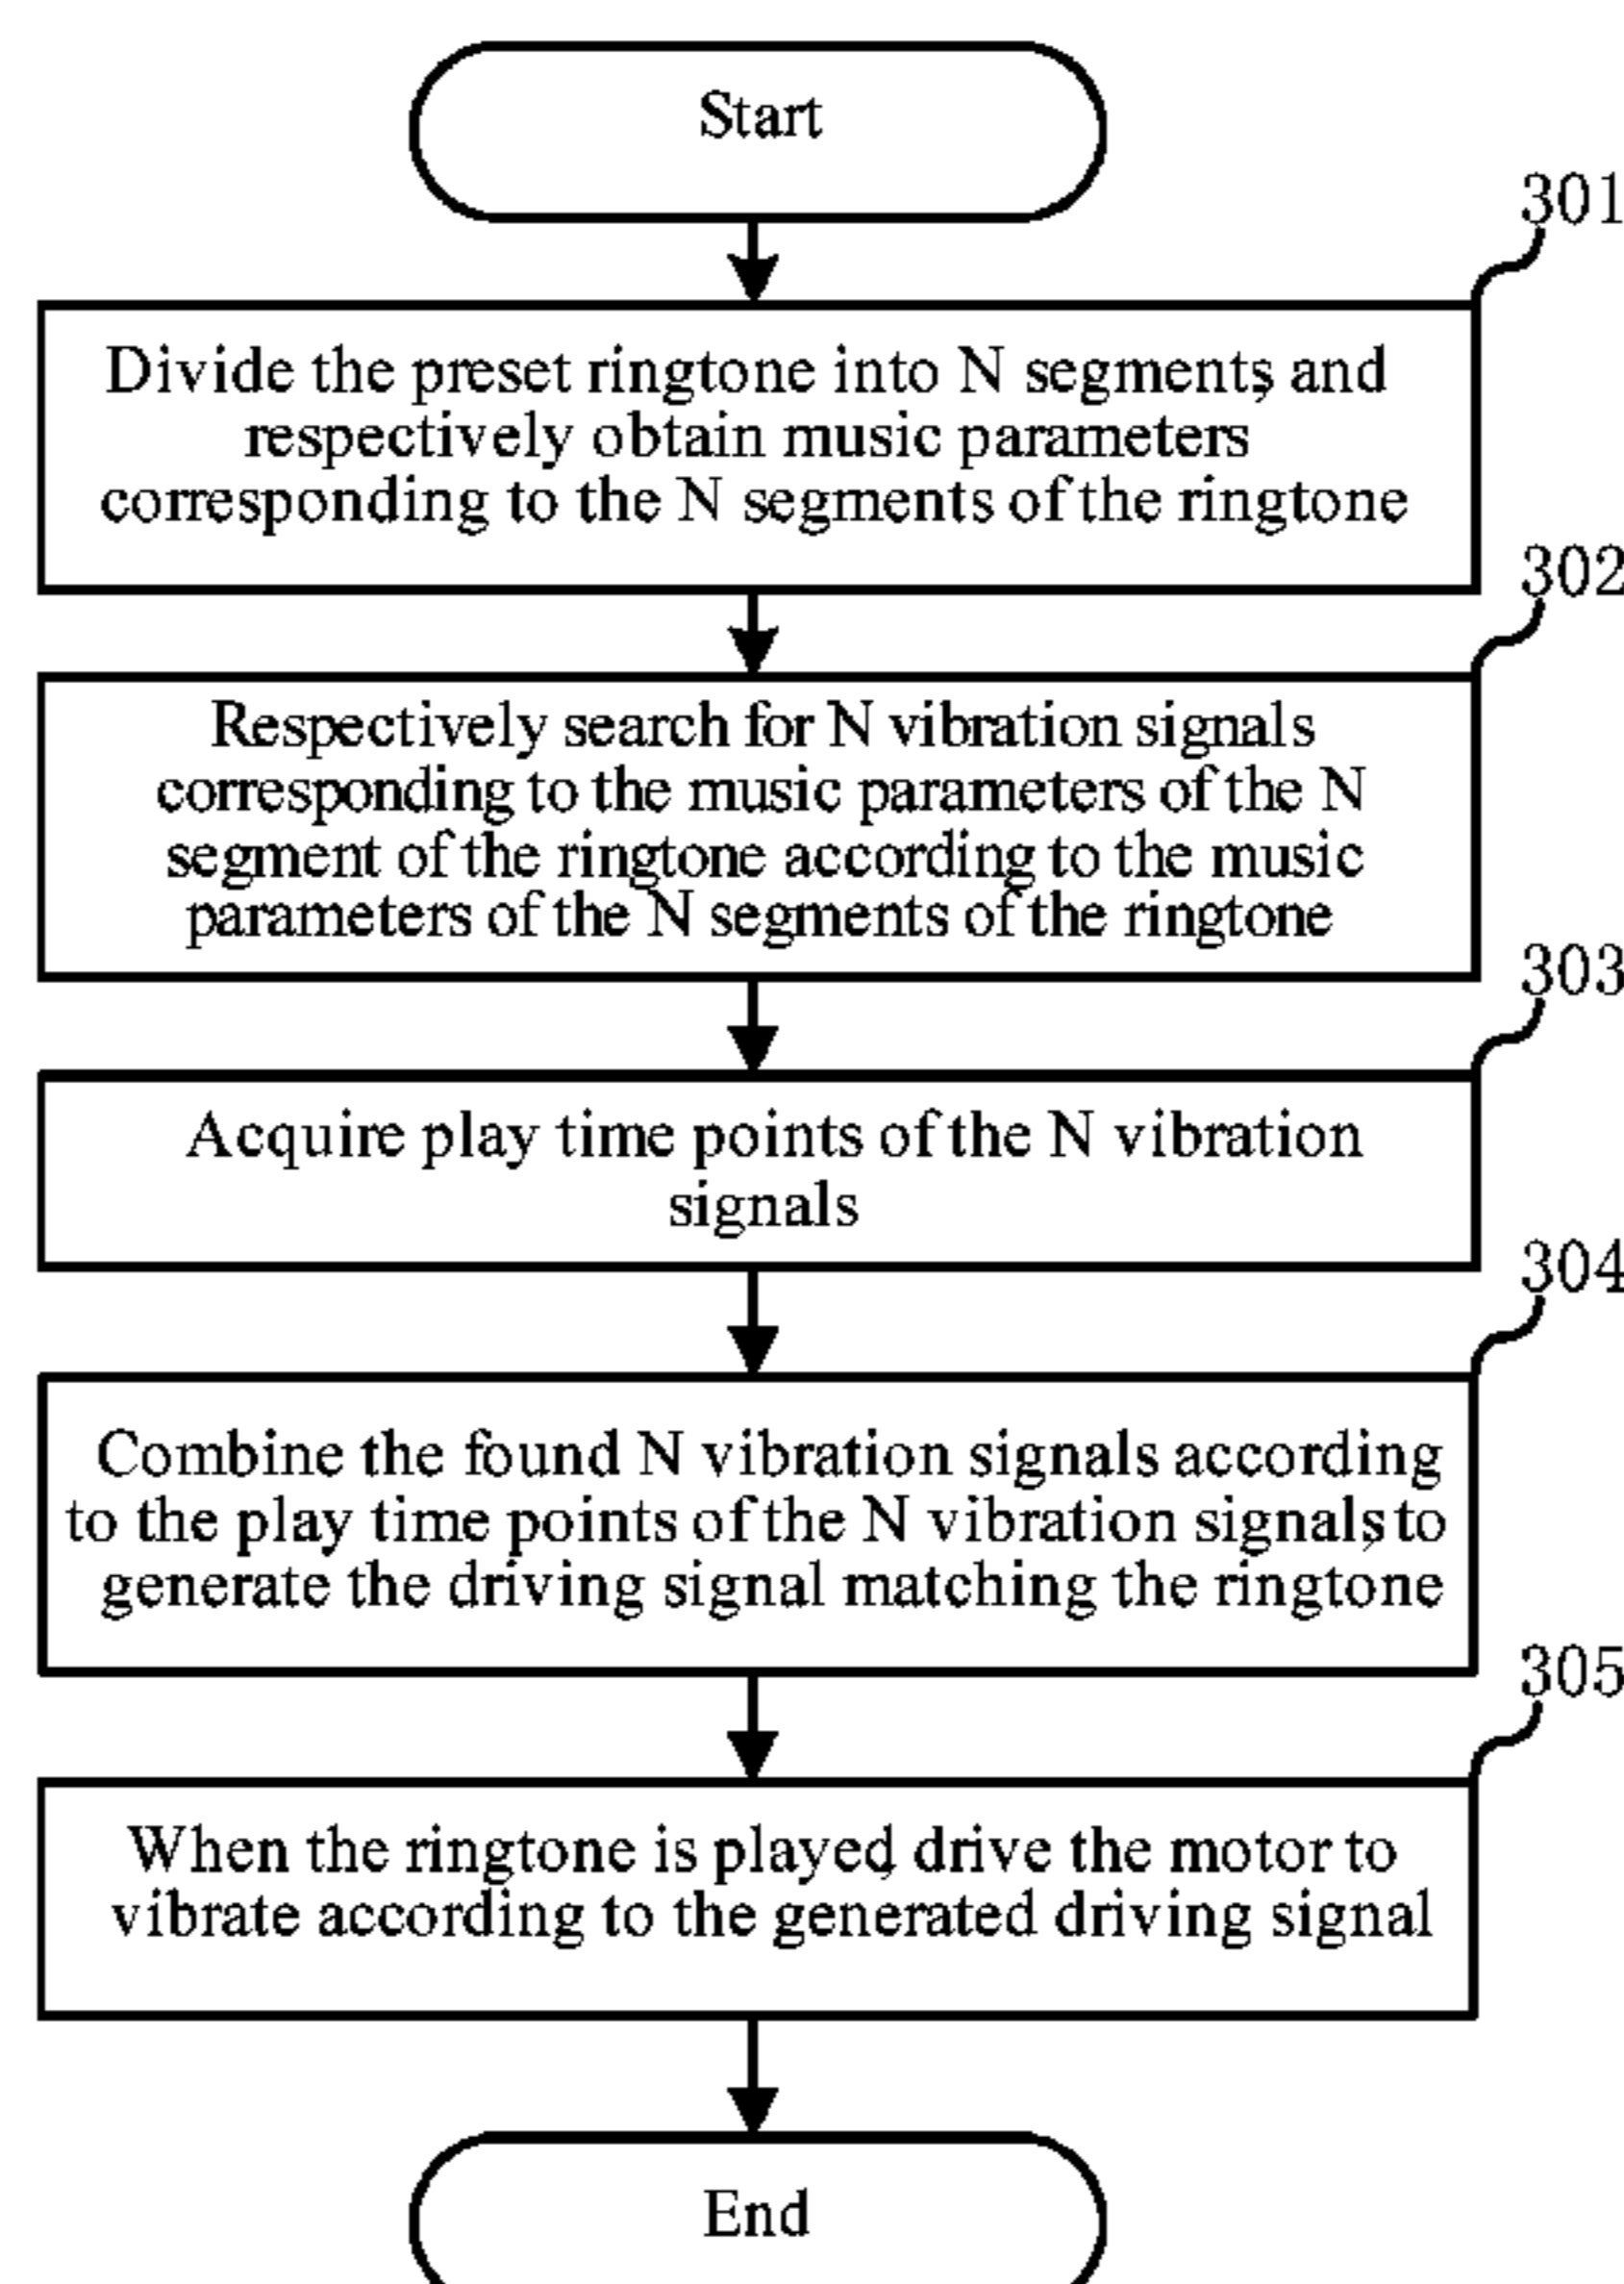 Start
301
Divide the preset ringtone into N segments, and
respectively obtain music parameters
corresponding to the N segments of the ringtone
302
Respectively search for N vibration signals
corresponding to the music parameters of the N
segment of the ringtone according to the music
parameters of the N segments of the ringtone
303
Acquire play time points of the N vibration
signals
304
Combine the found N vibration signals according
to the play time points of the N vibration signals, to
generate the driving signal matching the ringtone
305
When the ringtone is played, drive the motor to
vibrate according to the generated driving signal
End